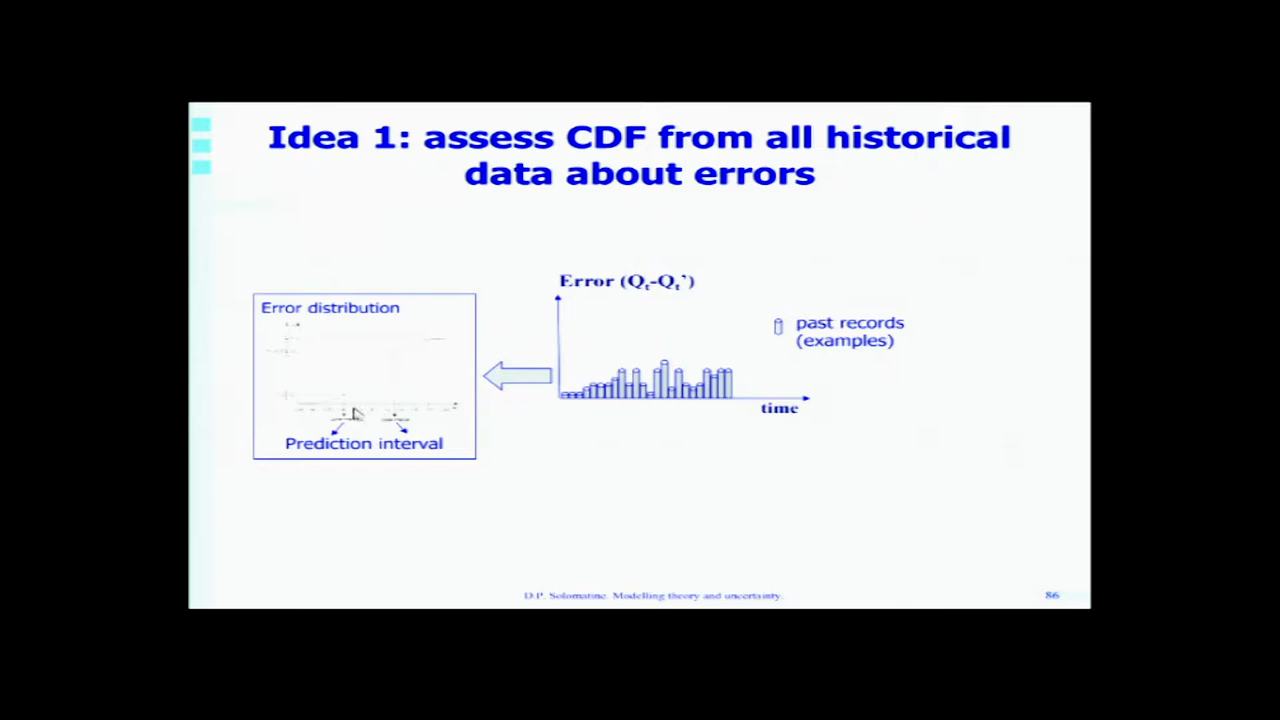 Idea 1: assess CDF from all historical
data about errors
Error (Qt-Qt’)
Error distribution
past records
(examples)
time
Prediction interval
D.P. Solomatine. Modelling theory and uncertainty.
86